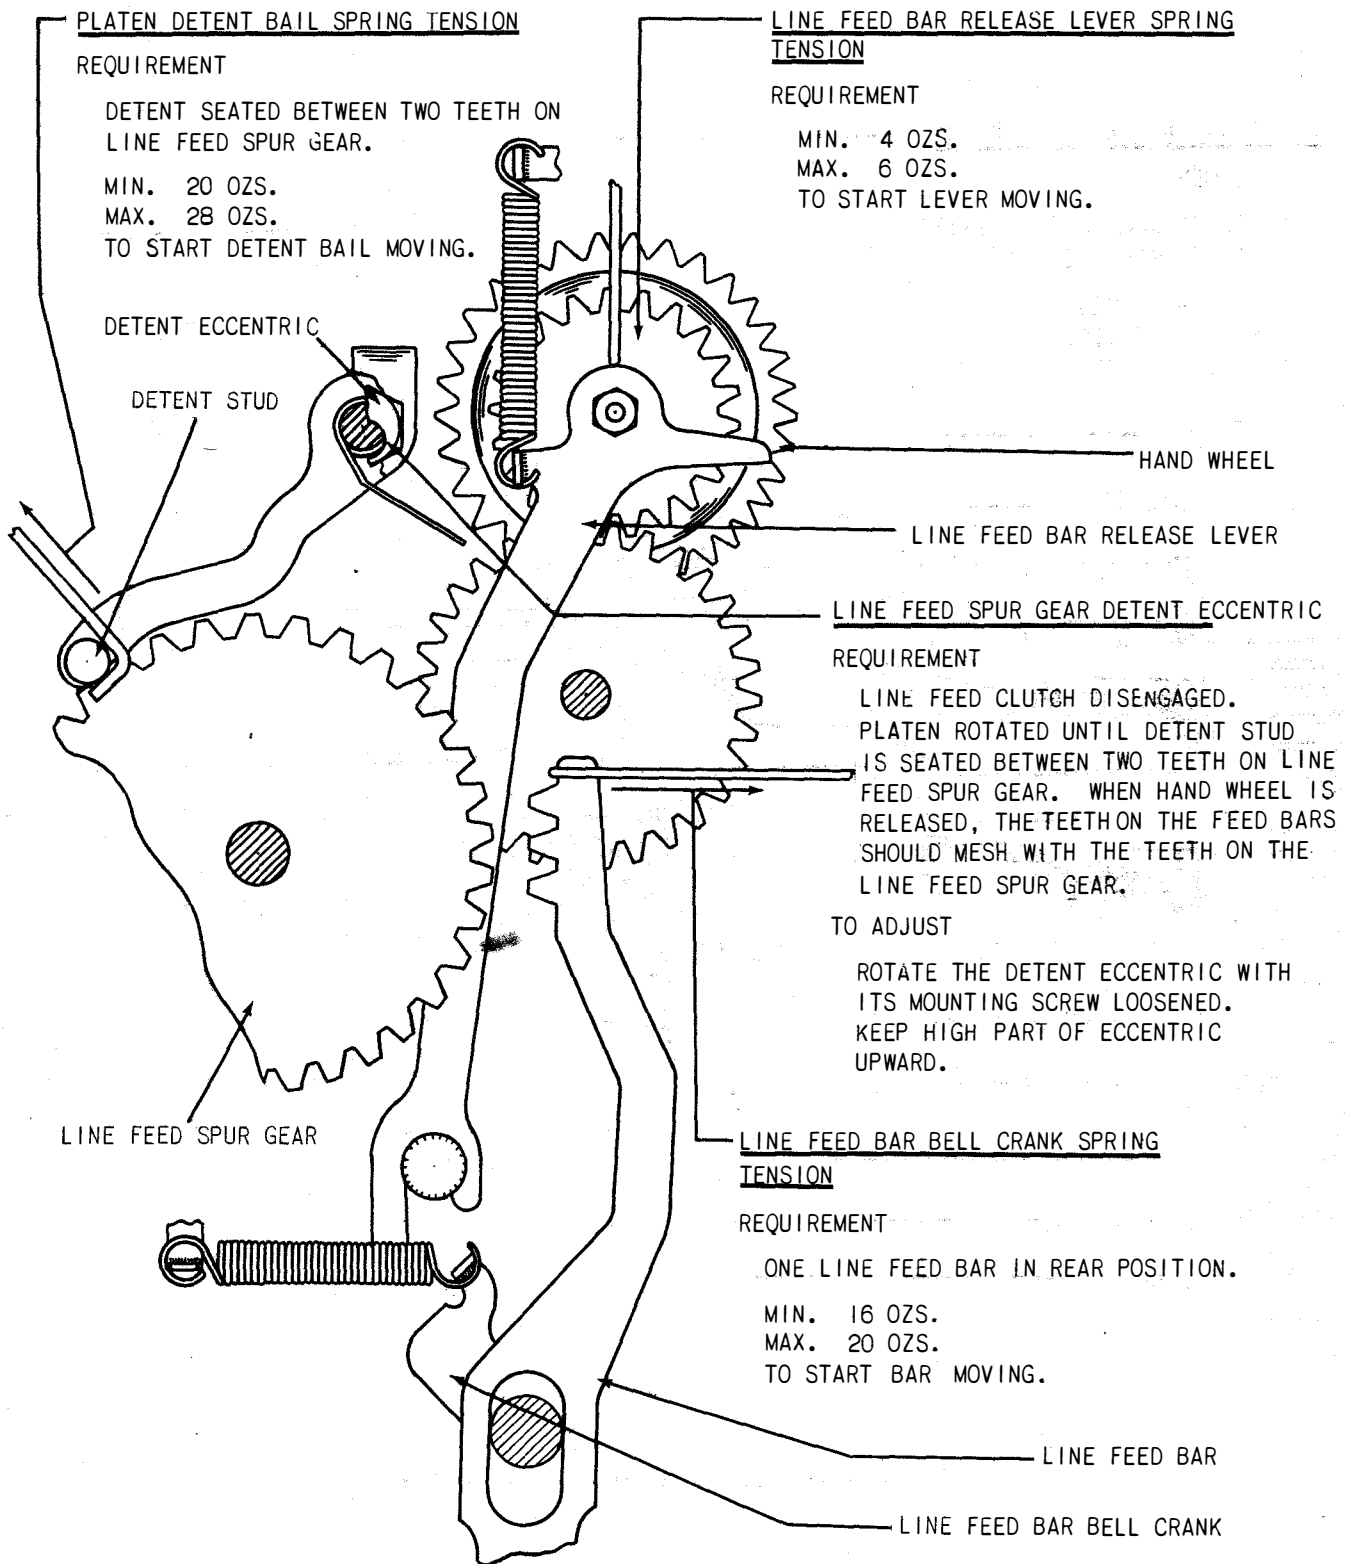 PLATEN DETENT BAIL SPRING TENSION
REQUIREMENT
DETENT SEATED BETWEEN TWO TEETH ON
LINE FEED SPUR GEAR.
MIN. 20 OZS.
MAX. 28 OZS.
TO START DETENT BAIL MOVING.
DETENT ECCENTRIC
DETENT STUD
LINE FEED BAR RELEASE LEVER SPRING
TENSION
REQUIREMENT
MIN. 4 OZS.
MAX. 6 OZS.
TO START LEVER MOVING.
HAND WHEEL
LINE FEED BAR RELEASE LEVER
LINE FEED SPUR GEAR DETENT ECCENTRIC
REQUIREMENT
LINE FEED CLUTCH DISENGAGED.
PLATEN ROTATED UNTIL DETENT STUD
IS SEATED BETWEEN TWO TEETH ON LINE
FEED SPUR GEAR. WHEN HAND WHEEL IS
RELEASED, THE TEETH ON THE FEED BARS
SHOULD MESH WITH THE TEETH ON THE
LINE FEED SPUR GEAR.
TO ADJUST
ROTATE THE DETENT ECCENTRIC WITH
ITS MOUNTING SCREW LOOSENED.
KEEP HIGH PART OF ECCENTRIC
UPWARD.
LINE FEED SPUR GEAR
LINE FEED BAR BELL CRANK SPRING
TENSION
REQUIREMENT
ONE LINE FEED BAR IN REAR POSITION.
MIN. 16 OZS.
MAX. 20 OZS.
TO START BAR MOVING.
LINE FEED BAR
LINE FEED BAR BELL CRANK